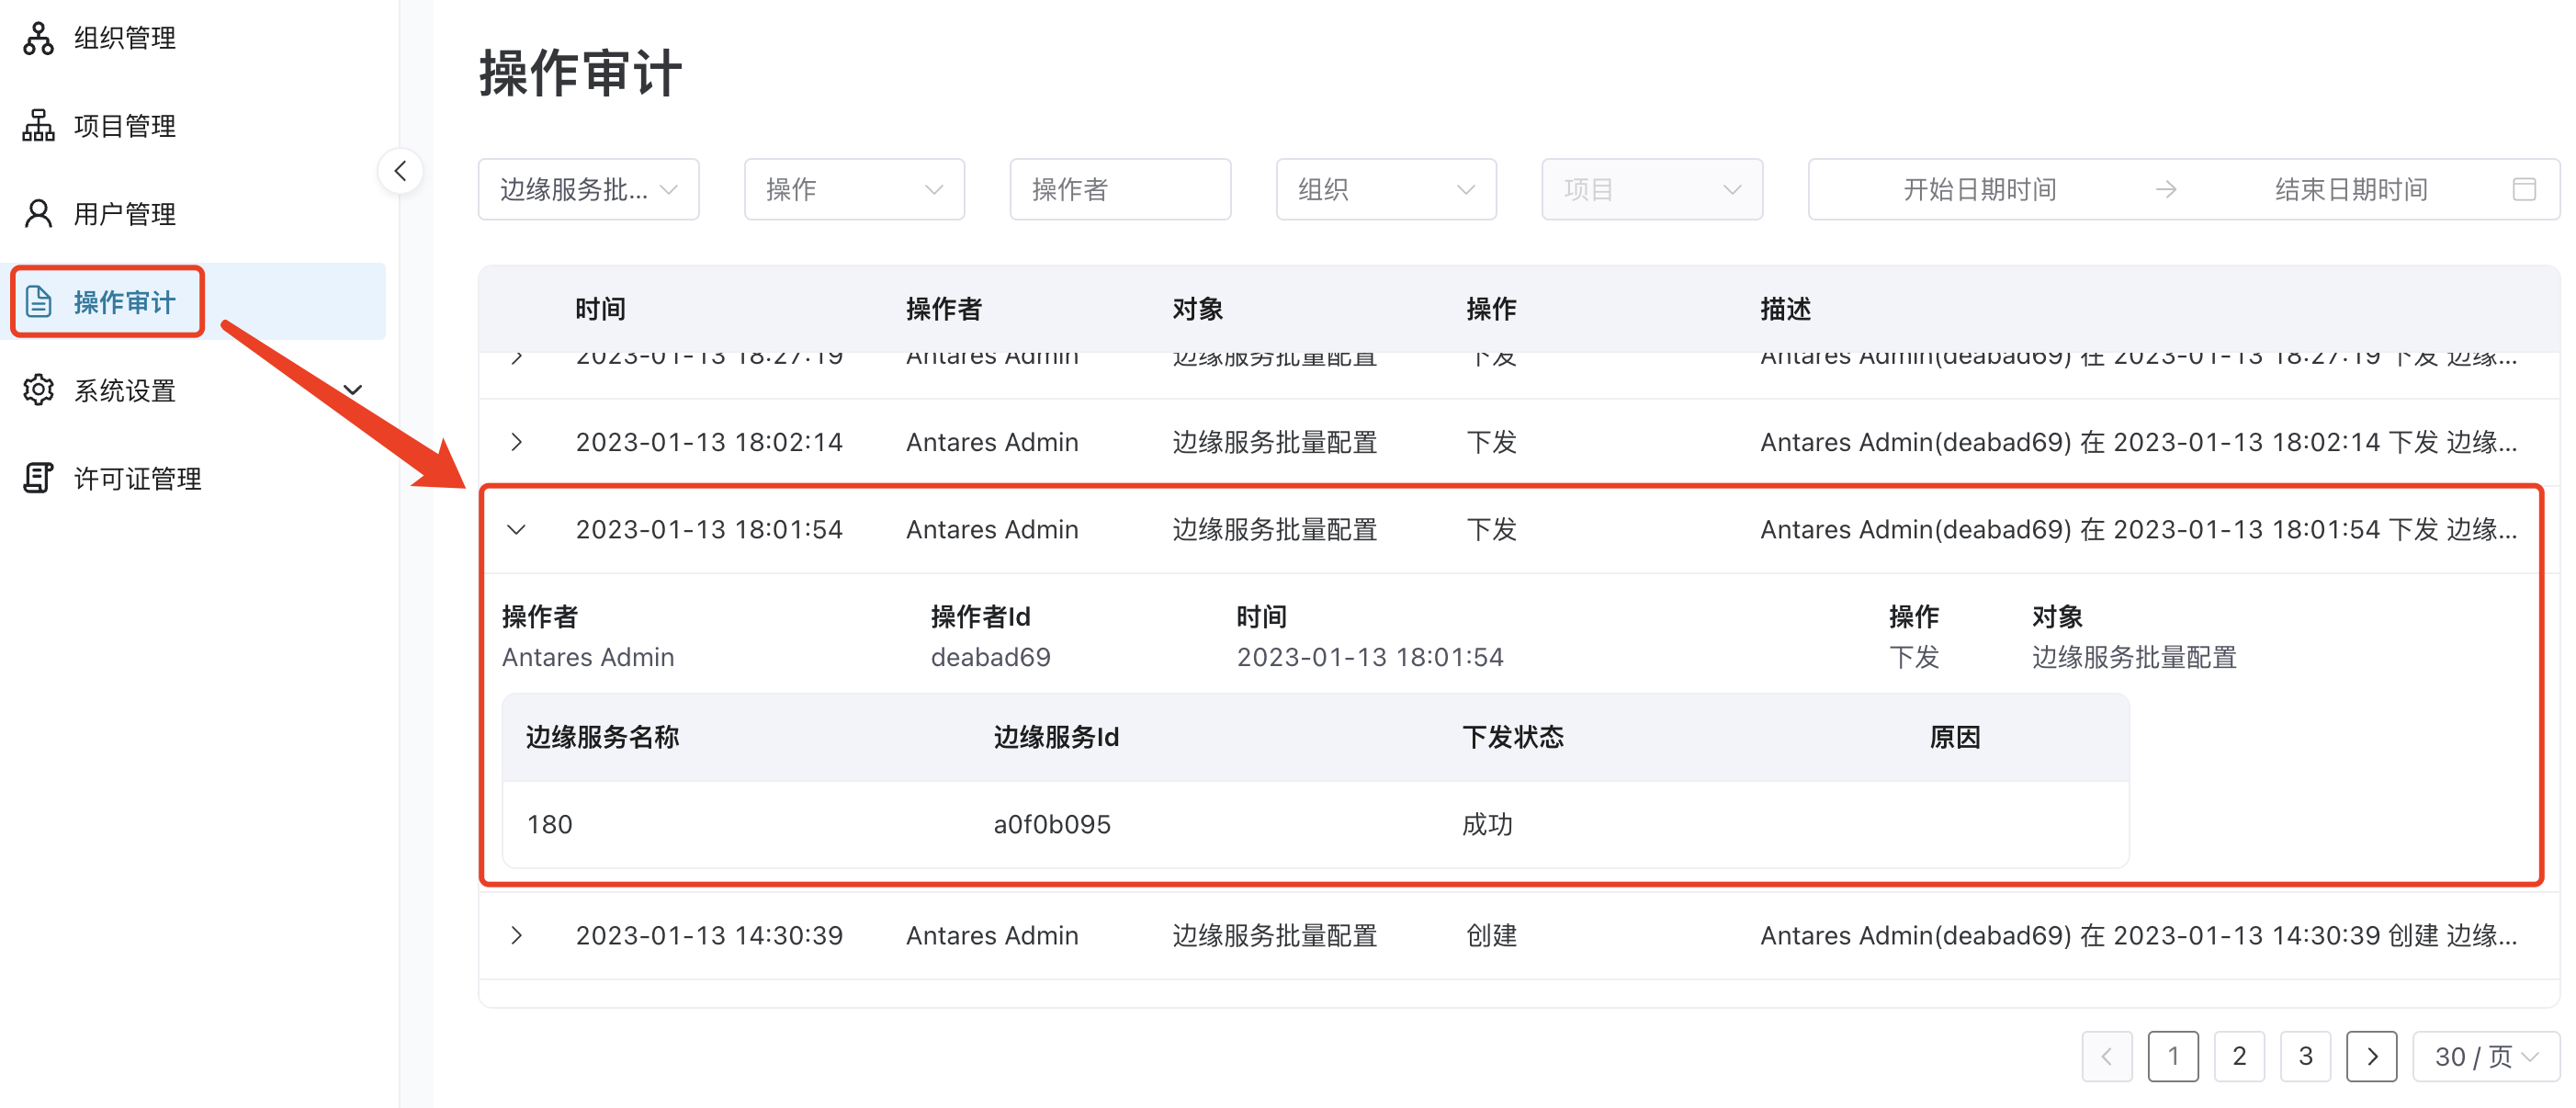 组织管理
项目管理
用户管理
操作审计
系统设置
许可证管理
操作审计
边缘服务批... 操作 操作者 组织 项目 开始日期时间 结束日期时间
时间 操作者 对象 操作 描述
2023-01-13 18:27:19 Antares Admin 边缘服务批量配置 下发 Antares Admin(deabad69) 在 2023-01-13 18:27:19 下发 边缘...
2023-01-13 18:02:14 Antares Admin 边缘服务批量配置 下发 Antares Admin(deabad69) 在 2023-01-13 18:02:14 下发 边缘...
2023-01-13 18:01:54 Antares Admin 边缘服务批量配置 下发 Antares Admin(deabad69) 在 2023-01-13 18:01:54 下发 边缘...
操作者 操作者Id 时间 操作 对象
Antares Admin deabad69 2023-01-13 18:01:54 下发 边缘服务批量配置
边缘服务名称 边缘服务Id 下发状态 原因
180 a0f0b095 成功
2023-01-13 14:30:39 Antares Admin 边缘服务批量配置 创建 Antares Admin(deabad69) 在 2023-01-13 14:30:39 创建 边缘...
1 2 3 30 / 页